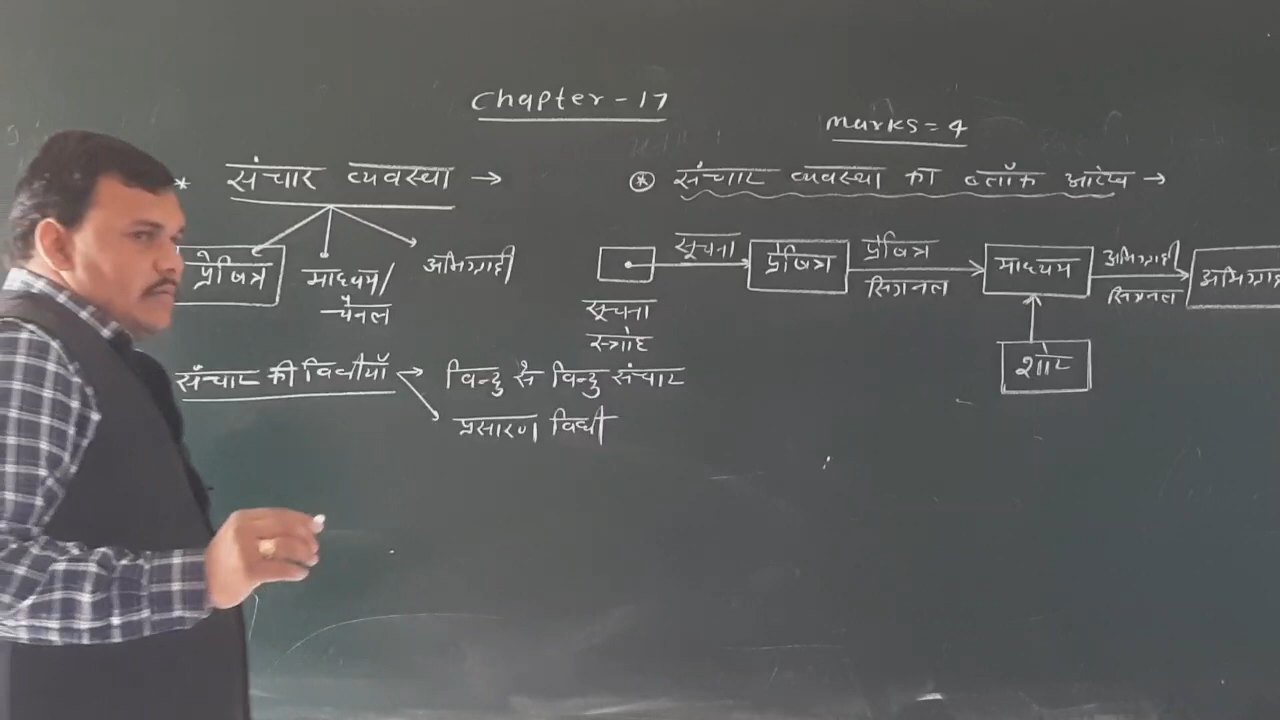 Chapter - 17
Marks = 4
* संचार व्यवस्था →
प्रेषित्र
माध्यम/
चैनल
अभिग्राही
संचार की विधीयाँ →
विन्दु से विन्दु संचार
प्रसारण विधी
* संचार व्यवस्था का ब्लॉक आरेख →
सूचना
स्त्रोह
सूचना
प्रेषित्र
प्रेषित्र
सिग्नल
माध्यम
शोर
अभिग्राही
सिग्नल